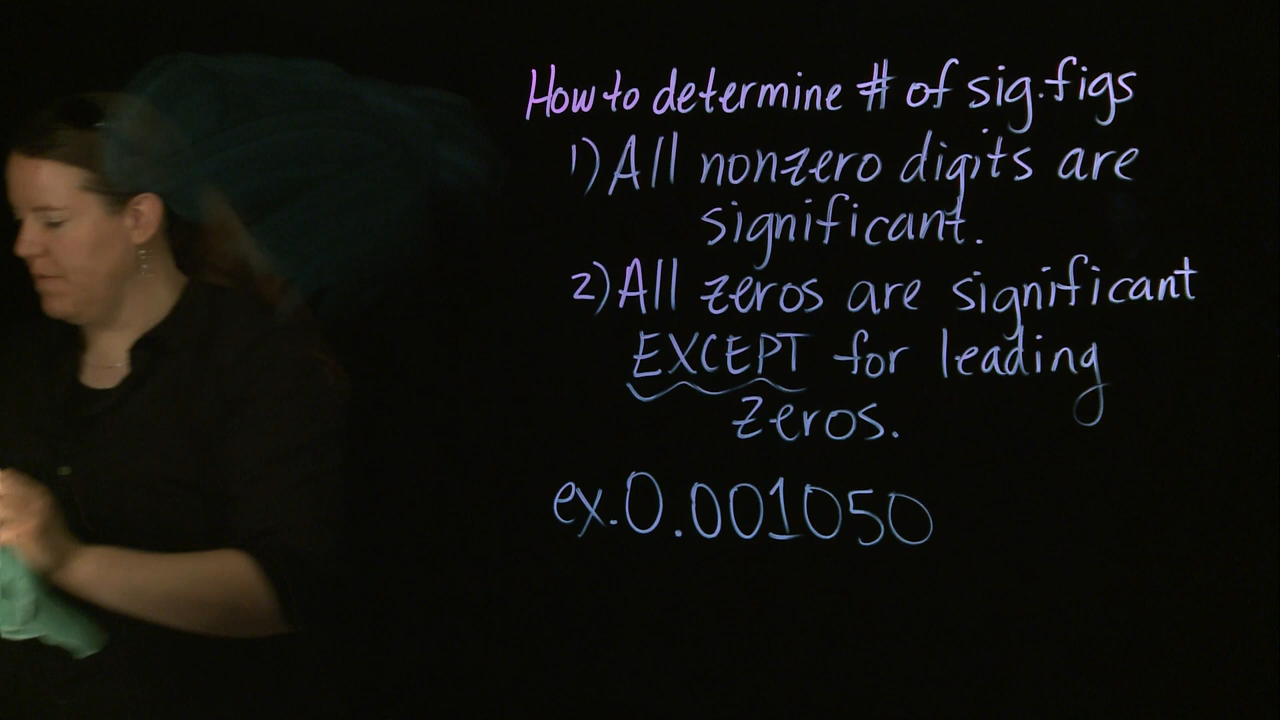 How to determine # of sig.figs
1) All nonzero digits are
significant.
2) All zeros are significant
EXCEPT for leading
zeros.
ex. 0.001050